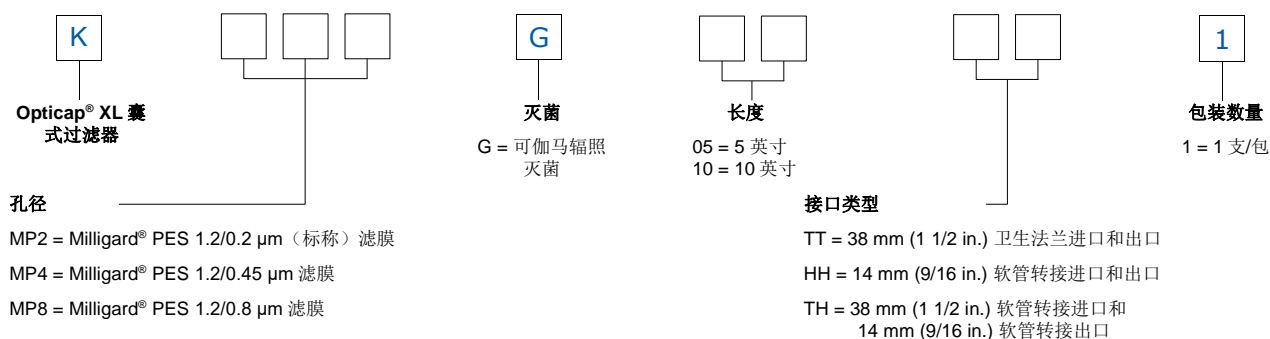 K
G
1
Opticap® XL 囊
式过滤器
灭菌
G = 可伽马辐照
灭菌
长度
05 = 5 英寸
10 = 10 英寸
包装数量
1 = 1 支/包
孔径
MP2 = Milligard® PES 1.2/0.2 µm（标称）滤膜
MP4 = Milligard® PES 1.2/0.45 µm 滤膜
MP8 = Milligard® PES 1.2/0.8 µm 滤膜
接口类型
TT = 38 mm (1 1/2 in.) 卫生法兰进口和出口
HH = 14 mm (9/16 in.) 软管转接进口和出口
TH = 38 mm (1 1/2 in.) 软管转接进口和
14 mm (9/16 in.) 软管转接出口